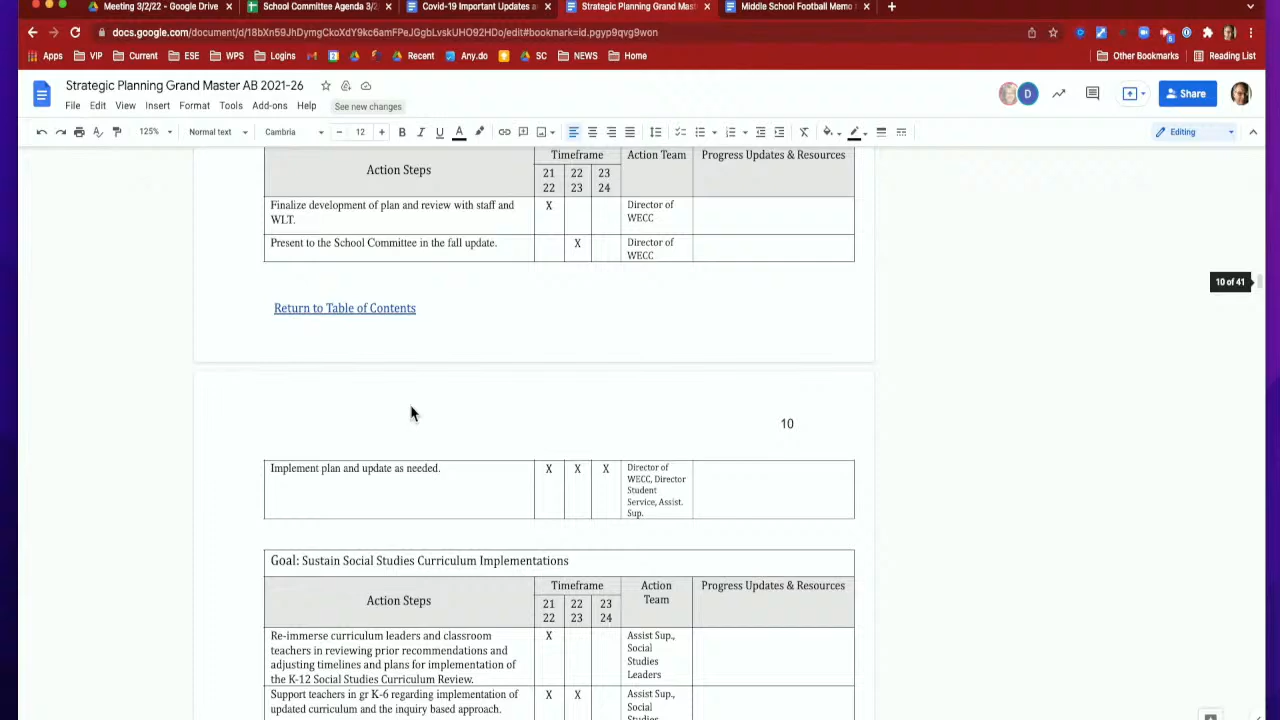 Meeting 3/2/22 - Google Drive
School Committee Agenda 3/2
Covid-19 Important Updates a
Strategic Planning Grand Mast
Middle School Football Memo
docs.google.com/document/d/18bXn59JhDymgCkoXdY9kc6amFPeJGgbLvskUHO92HDo/edit#bookmark=id.pgyp9qvg9won
Apps VIP Current ESE WPS Logins Recent Any.do SC NEWS Home Other Bookmarks Reading List
Strategic Planning Grand Master AB 2021-26
File Edit View Insert Format Tools Add-ons Help See new changes
D
Share
125% Normal text Cambria 12 Editing
Action Steps
Timeframe
Action Team
Progress Updates & Resources
21
22
22
23
23
24
Finalize development of plan and review with staff and
WLT.
X
Director of
WECC
Present to the School Committee in the fall update.
X
Director of
WECC
10 of 41
Return to Table of Contents
10
Implement plan and update as needed.
X X X
Director of
WECC, Director
Student
Service, Assist.
Sup.
Goal: Sustain Social Studies Curriculum Implementations
Action Steps
Timeframe
Action
Team
Progress Updates & Resources
21
22
22
23
23
24
Re-immerse curriculum leaders and classroom
teachers in reviewing prior recommendations and
adjusting timelines and plans for implementation of
the K-12 Social Studies Curriculum Review.
X
Assist Sup.,
Social
Studies
Leaders
Support teachers in gr K-6 regarding implementation of
updated curriculum and the inquiry based approach.
X X
Assist Sup.,
Social
Studies